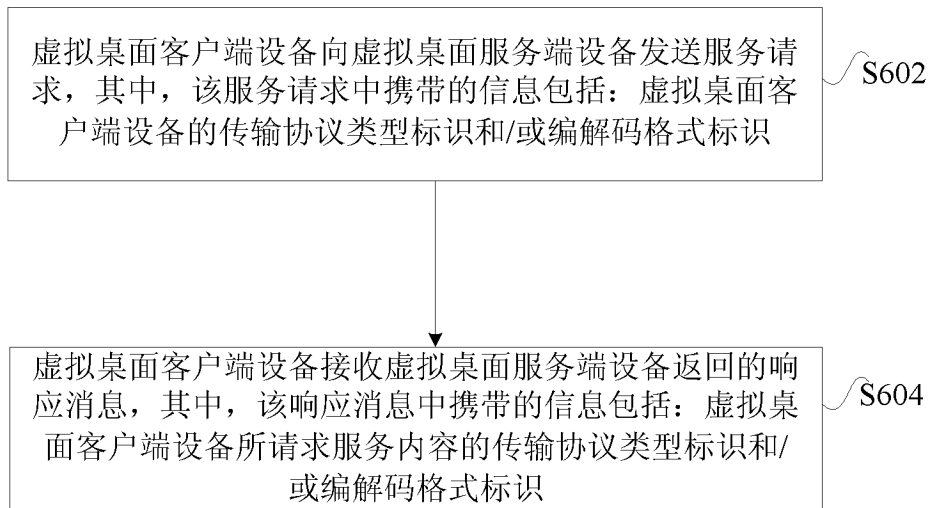 虚拟桌面客户端设备向虚拟桌面服务端设备发送服务请
求，其中，该服务请求中携带的信息包括：虚拟桌面客
户端设备的传输协议类型标识和/或编解码格式标识
S602
虚拟桌面客户端设备接收虚拟桌面服务端设备返回的响
应消息，其中，该响应消息中携带的信息包括：虚拟桌
面客户端设备所请求服务内容的传输协议类型标识和/
或编解码格式标识
S604